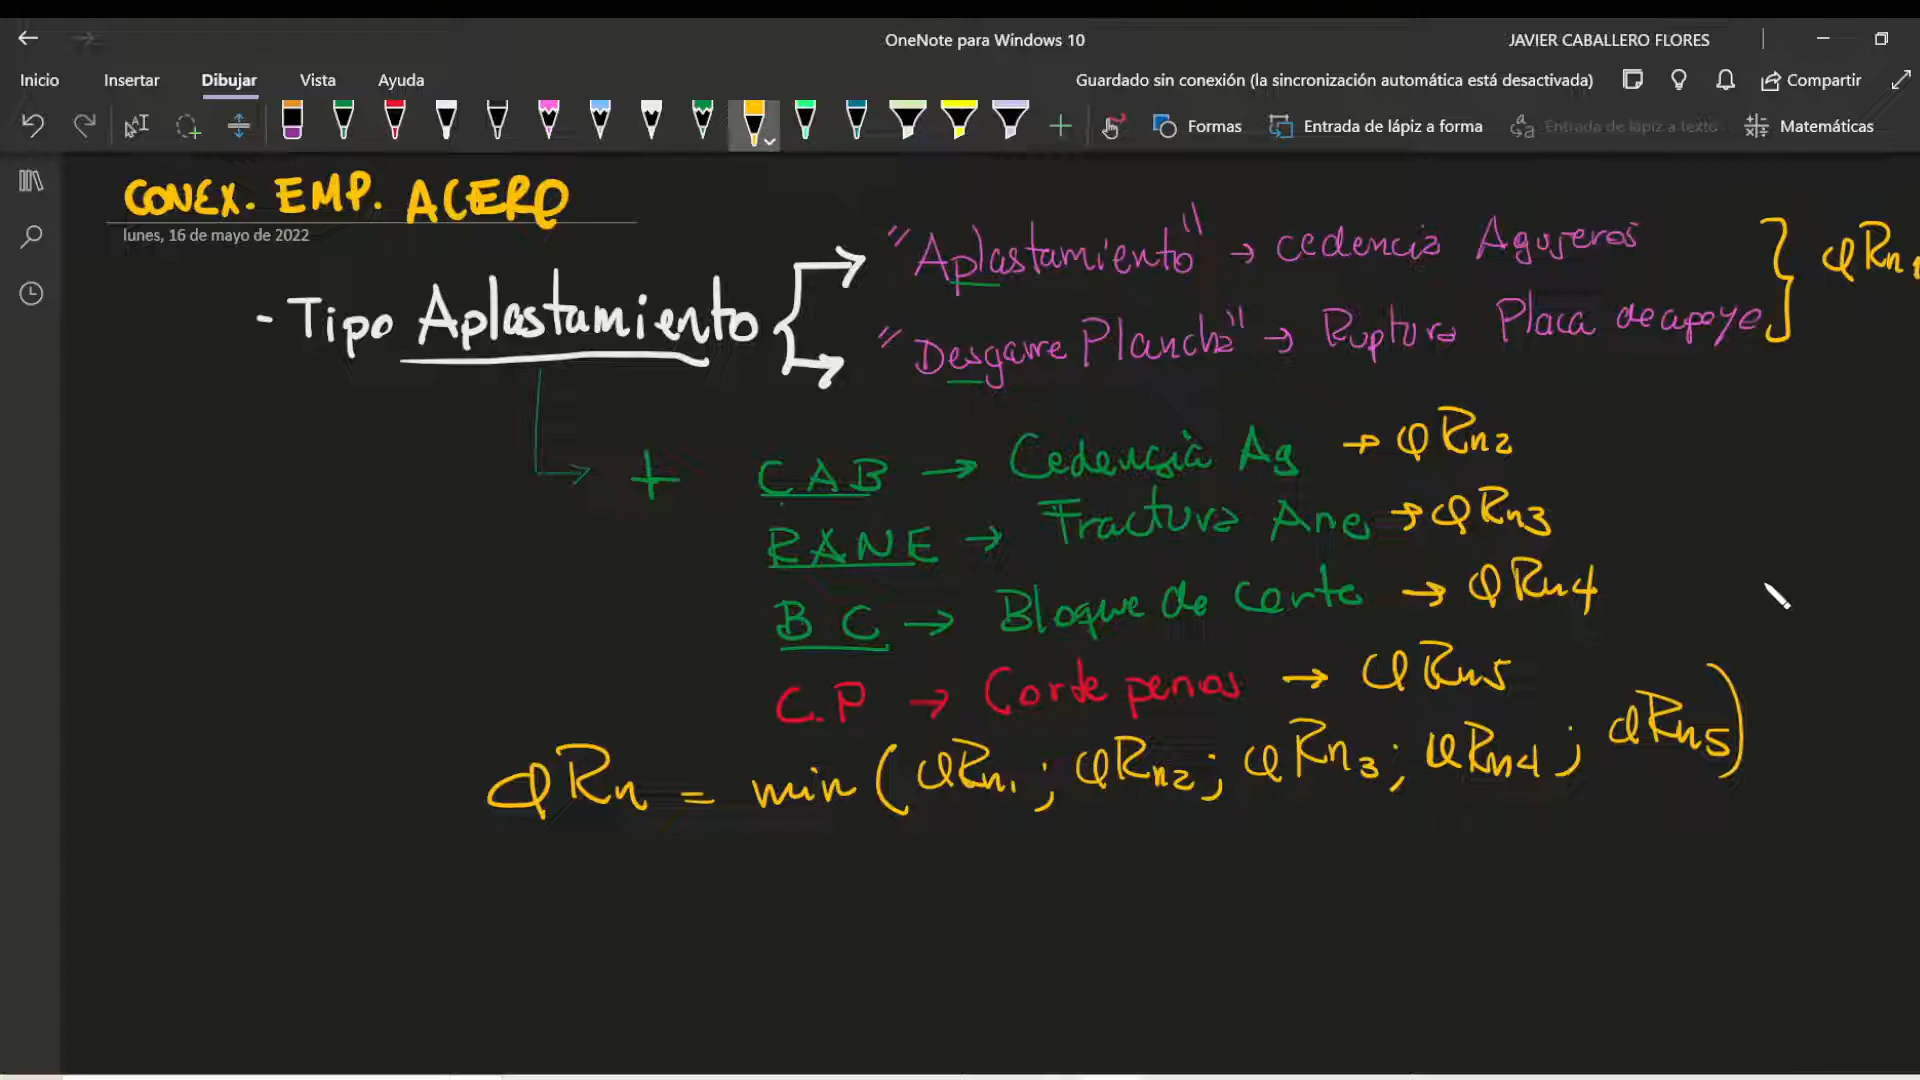 OneNote para Windows 10
JAVIER CABALLERO FLORES
Inicio Insertar Dibujar Vista Ayuda
Guardado sin conexión (la sincronización automática está desactivada)
Compartir
Formas
Entrada de lápiz a forma
Entrada de lápiz a texto
Matemáticas
CONEX. EMP. ACERO
lunes, 16 de mayo de 2022
- Tipo Aplastamiento
"Aplastamiento" → cedencia Agujeros
"Desgarre Plancha" → Ruptura Placa de apoyo
} φRn1
+ CAB → Cedencia Ag → φRn2
RANE → Fractura Ane → φRn3
BC → Bloque de Corte → φRn4
C.P → Corte penos → φRn5
φRn = min (φRn1; φRn2; φRn3; φRn4; φRn5)